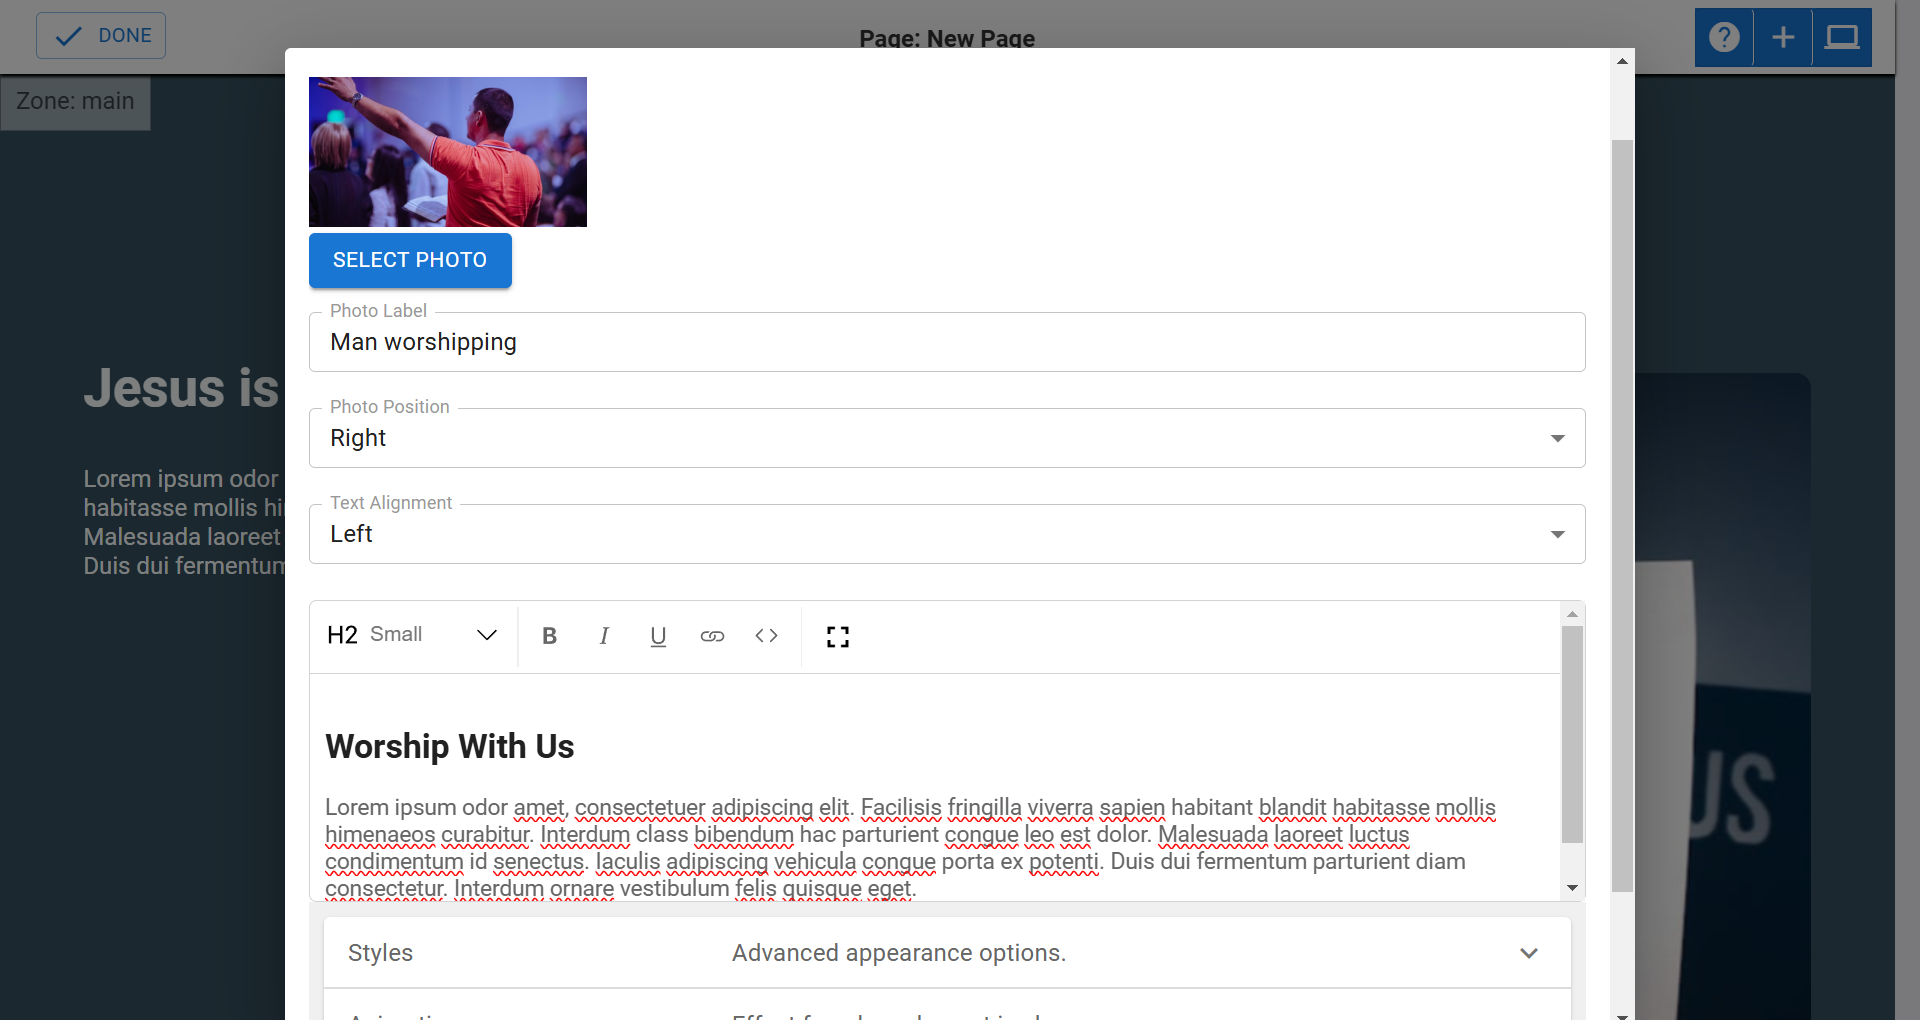 DONE
Page: New Page
Zone: main
SELECT PHOTO
Photo Label
Man worshipping
Photo Position
Right
Jesus is
Lorem ipsum odor
habitasse mollis
Malesuada laoreet
Duis dui fermentum
Text Alignment
Left
H2 Small
B I U
Worship With Us
Lorem ipsum odor amet, consectetuer adipiscing elit. Facilisis fringilla viverra sapien habitant blandit habitasse mollis
himenaeos curabitur. Interdum class bibendum hac parturient congue leo est dolor. Malesuada laoreet luctus
condimentum id senectus. Iaculis adipiscing vehicula congue porta ex potenti. Duis dui fermentum parturient diam
consectetur. Interdum ornare vestibulum felis quisque eget.
US
Styles
Advanced appearance options.